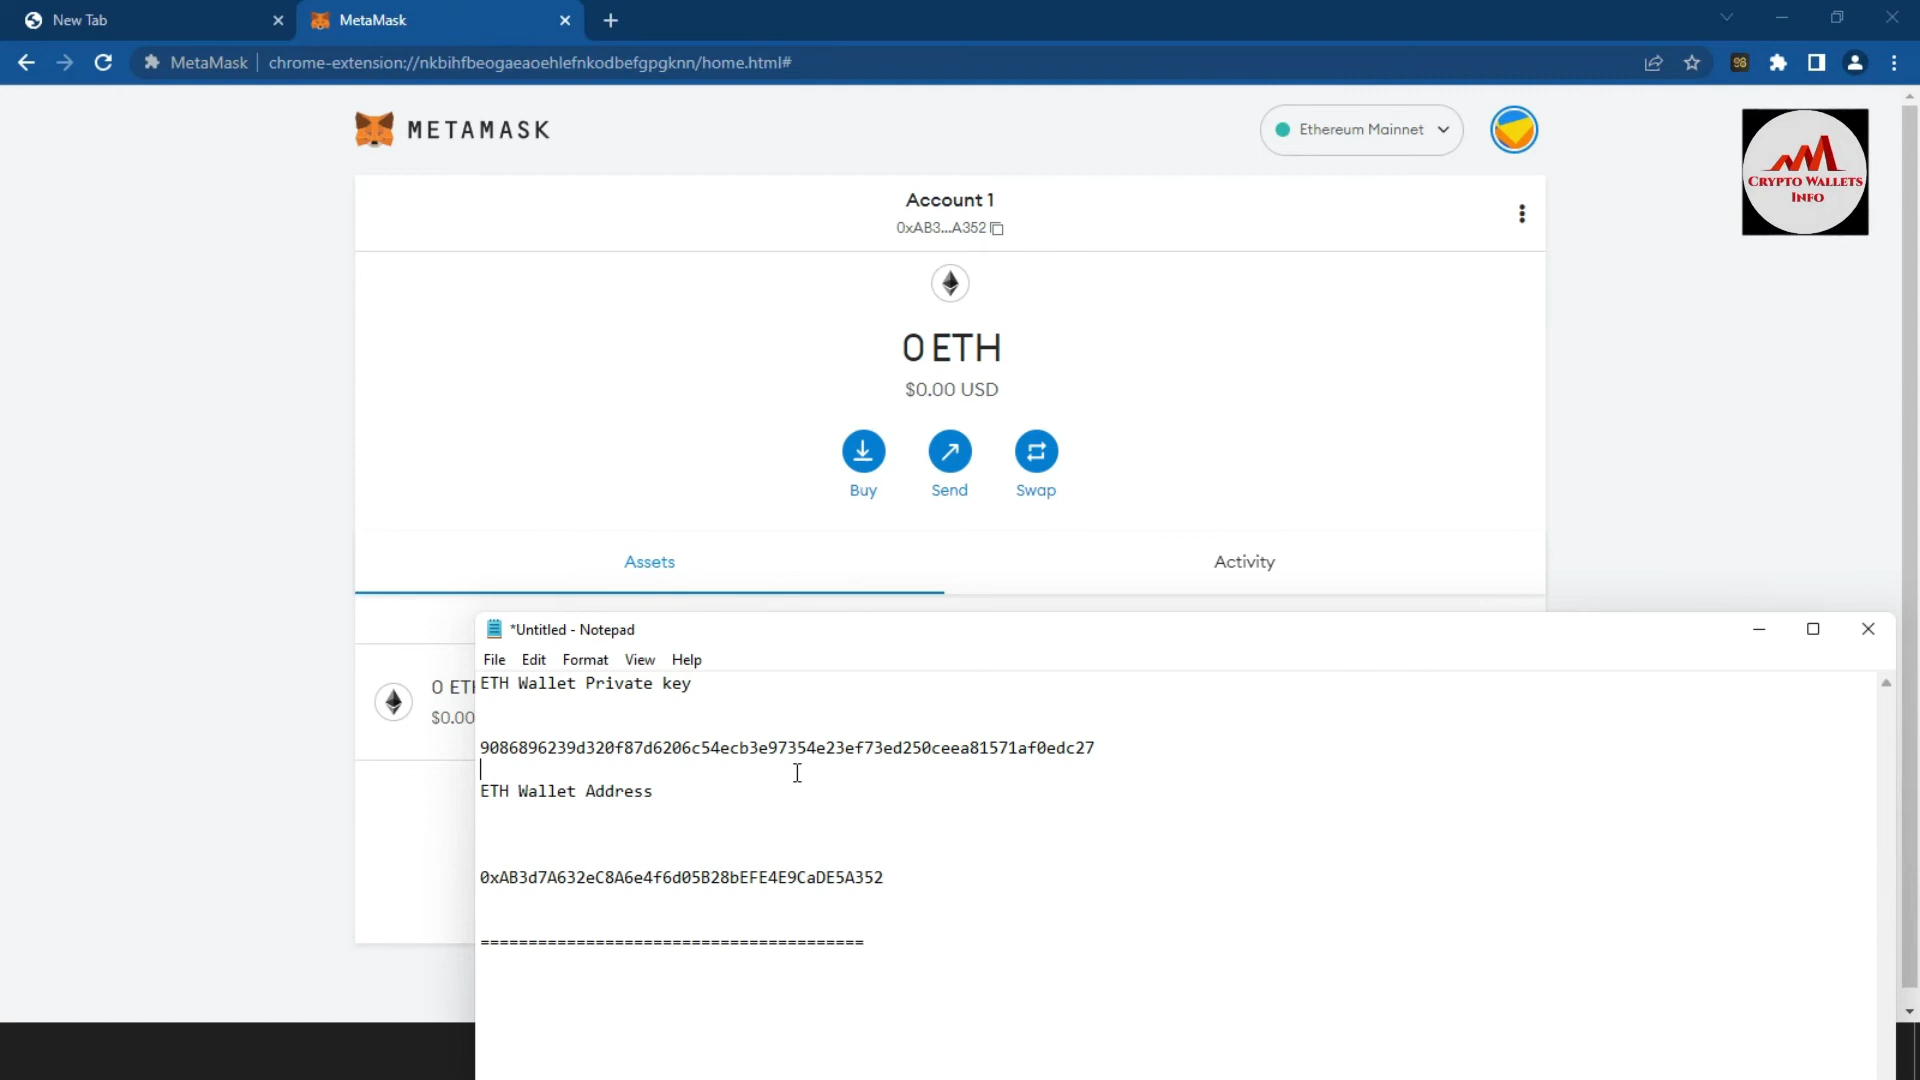 New Tab
MetaMask
MetaMask
chrome-extension://nkbihfbeogaeaoehlefnkodbefgpgknn/home.html#
METAMASK
Ethereum Mainnet
CRYPTO WALLETS
INFO
Account 1
0xAB3...A352
0 ETH
$0.00 USD
Buy
Send
Swap
Assets
Activity
0 ETH
$0.00
*Untitled - Notepad
File Edit Format View Help
ETH Wallet Private key
9086896239d320f87d6206c54ecb3e97354e23ef73ed250ceea81571af0edc27
ETH Wallet Address
0xAB3d7A632eC8A6e4f6d05B28bEFE4E9CaDE5A352
========================================